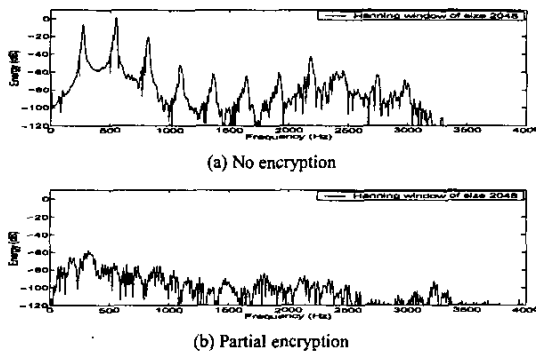 Hanning window of size 2048
0
-20
-40
-60
-80
-100
-120
Energy (dB)
0 500 1000 1500 2000 2500 3000 3500 4000
Frequency (Hz)
(a) No encryption
Hanning window of size 2048
0
-20
-40
-60
-80
-100
-120
Energy (dB)
0 500 1000 1500 2000 2500 3000 3500 4000
Frequency (Hz)
(b) Partial encryption